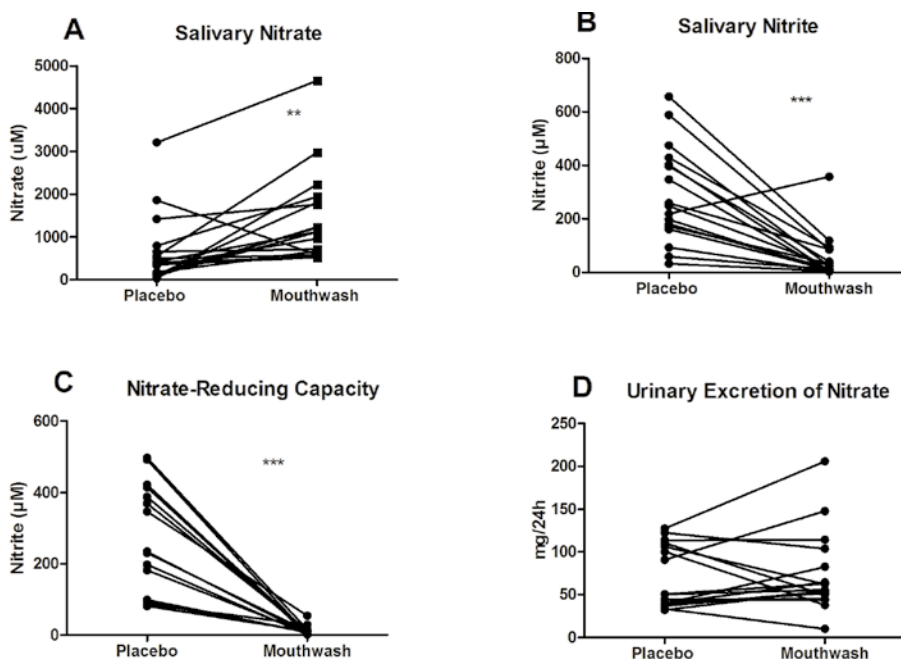 A
Salivary Nitrate
Nitrate (uM)
5000
4000
3000
2000
1000
0
**
Placebo
Mouthwash
B
Salivary Nitrite
Nitrite (µM)
800
600
400
200
0
***
Placebo
Mouthwash
C
Nitrate-Reducing Capacity
Nitrite (µM)
600
400
200
0
***
Placebo
Mouthwash
D
Urinary Excretion of Nitrate
mg/24h
250
200
150
100
50
0
Placebo
Mouthwash